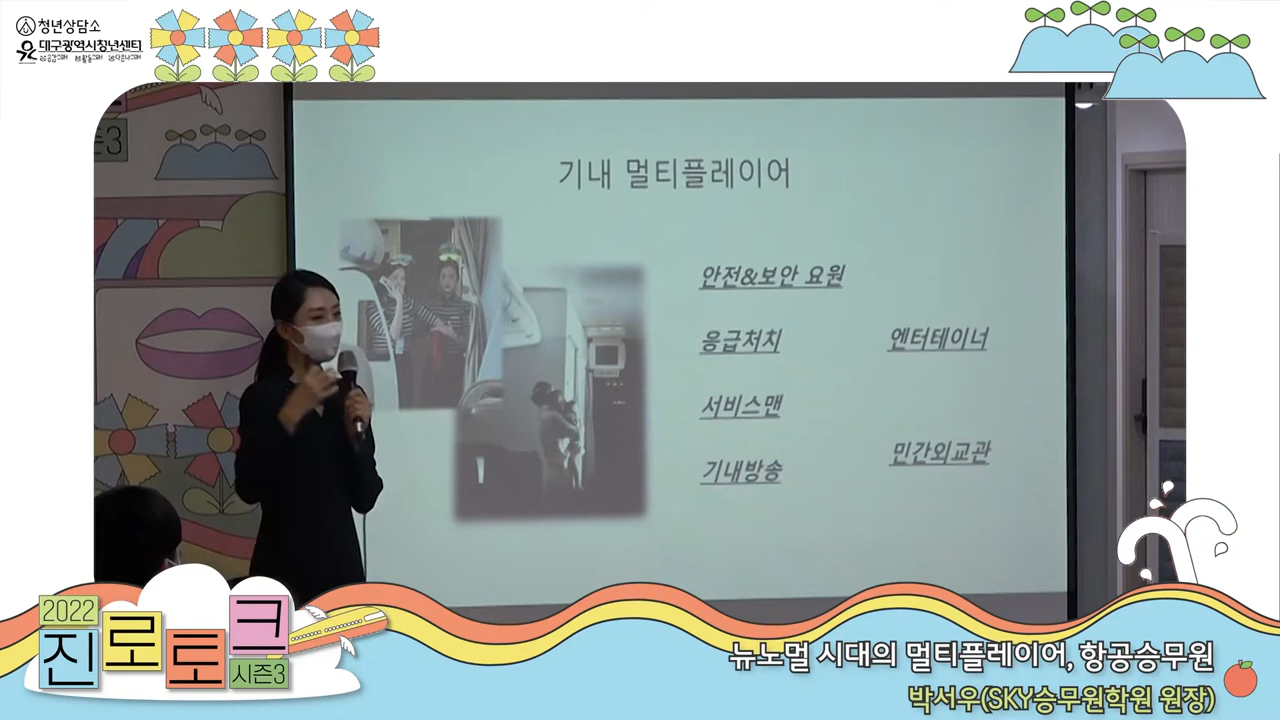 청년상담소
대구광역시청년센터
즌3
기내 멀티플레이어
안전&보안 요원
응급처치
엔터테이너
서비스맨
민간외교관
기내방송
2022
진로토크
시즌3
뉴노멀 시대의 멀티플레이어, 항공승무원
박서우(SKY승무원학원 원장)